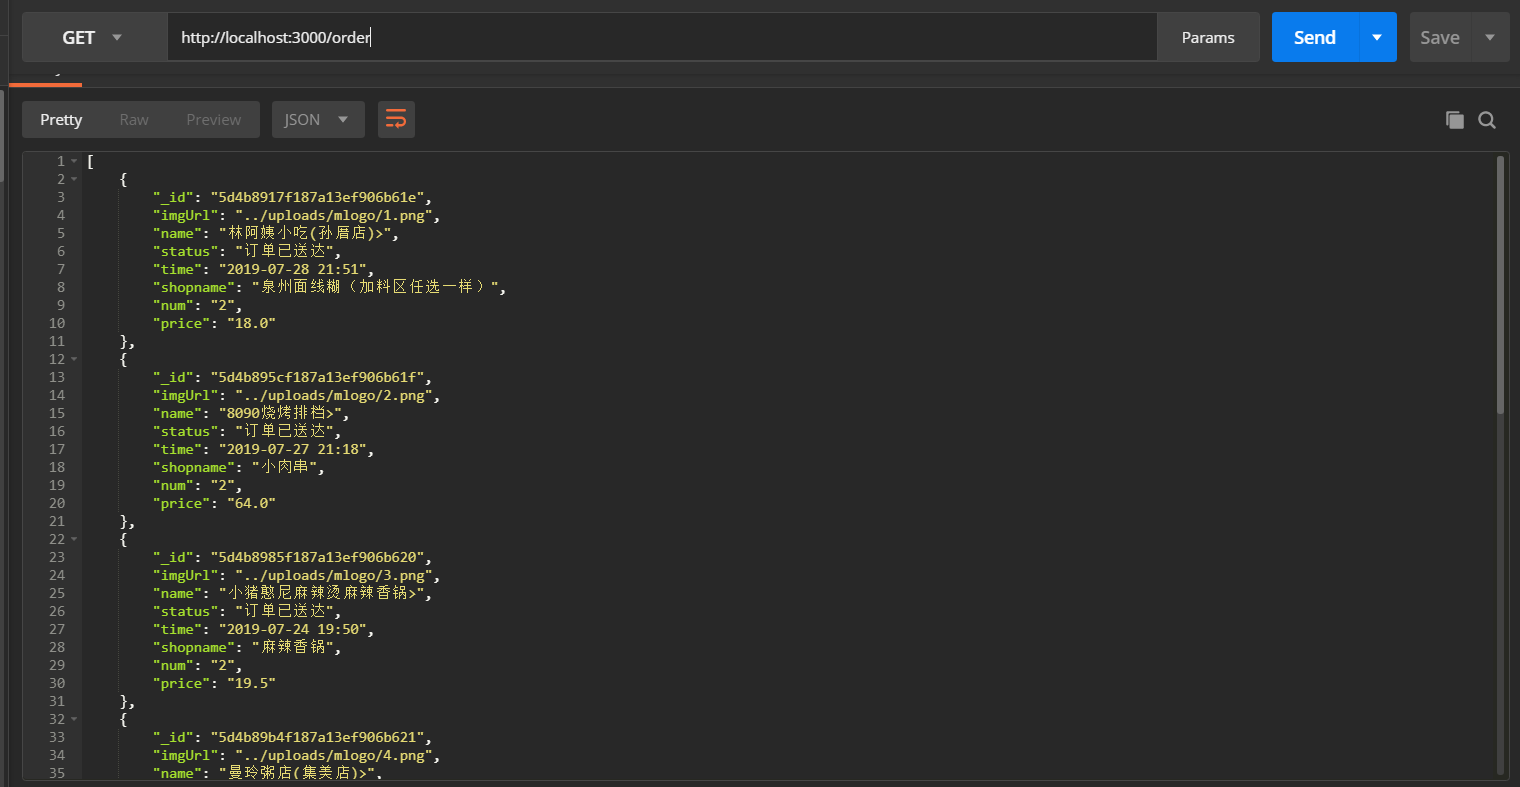 GET http://localhost:3000/order Params Send Save
Pretty Raw Preview JSON
1 [
2 {
3 "_id": "5d4b8917f187a13ef906b61e",
4 "imgUrl": "../uploads/mlogo/1.png",
5 "name": "林阿姨小吃(孙厝店)>",
6 "status": "订单已送达",
7 "time": "2019-07-28 21:51",
8 "shopname": "泉州面线糊（加料区任选一样）",
9 "num": "2",
10 "price": "18.0"
11 },
12 {
13 "_id": "5d4b895cf187a13ef906b61f",
14 "imgUrl": "../uploads/mlogo/2.png",
15 "name": "8090烧烤排档>",
16 "status": "订单已送达",
17 "time": "2019-07-27 21:18",
18 "shopname": "小肉串",
19 "num": "2",
20 "price": "64.0"
21 },
22 {
23 "_id": "5d4b8985f187a13ef906b620",
24 "imgUrl": "../uploads/mlogo/3.png",
25 "name": "小猪憨尼麻辣烫麻辣香锅>",
26 "status": "订单已送达",
27 "time": "2019-07-24 19:50",
28 "shopname": "麻辣香锅",
29 "num": "2",
30 "price": "19.5"
31 },
32 {
33 "_id": "5d4b89b4f187a13ef906b621",
34 "imgUrl": "../uploads/mlogo/4.png",
35 "name": "曼玲粥店(集美店)>",